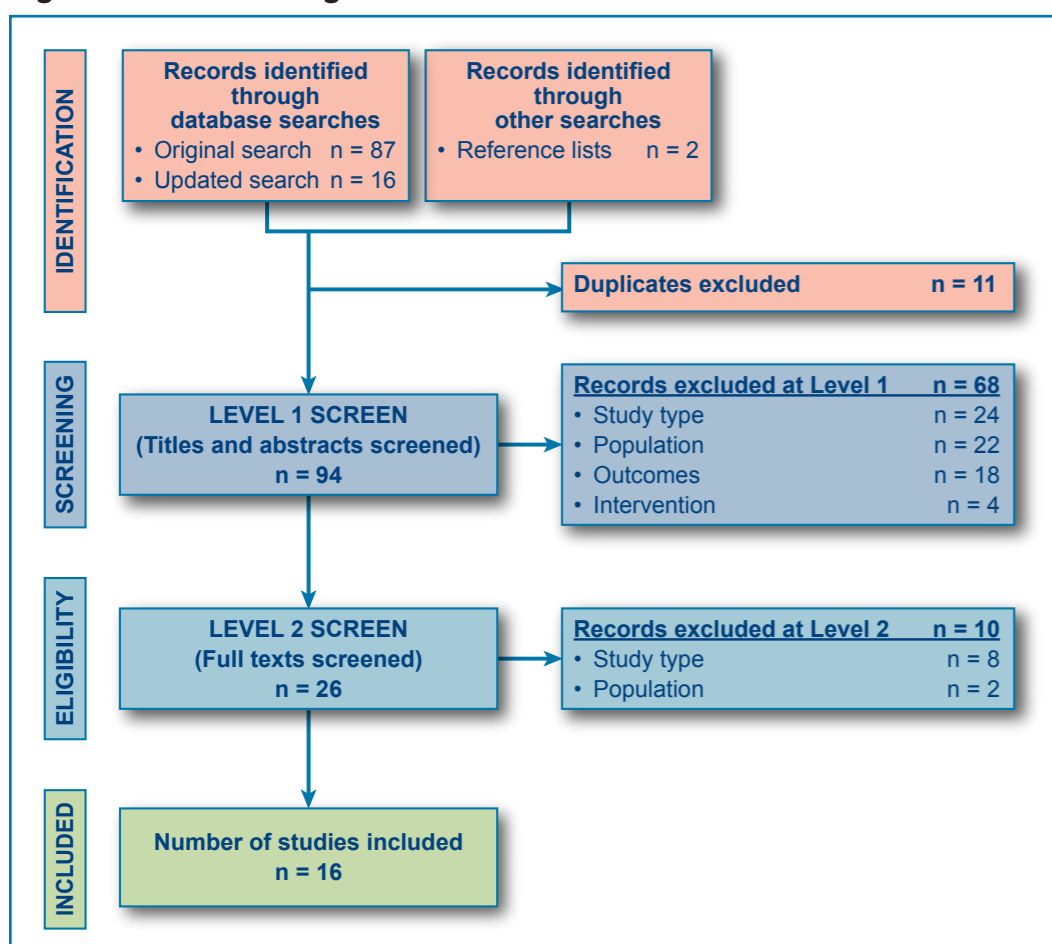 IDENTIFICATION
Records identified
through
database searches
• Original search n = 87
• Updated search n = 16
Records identified
through
other searches
• Reference lists n = 2
Duplicates excluded n = 11
SCREENING
LEVEL 1 SCREEN
(Titles and abstracts screened)
n = 94
Records excluded at Level 1 n = 68
• Study type n = 24
• Population n = 22
• Outcomes n = 18
• Intervention n = 4
ELIGIBILITY
LEVEL 2 SCREEN
(Full texts screened)
n = 26
Records excluded at Level 2 n = 10
• Study type n = 8
• Population n = 2
INCLUDED
Number of studies included
n = 16